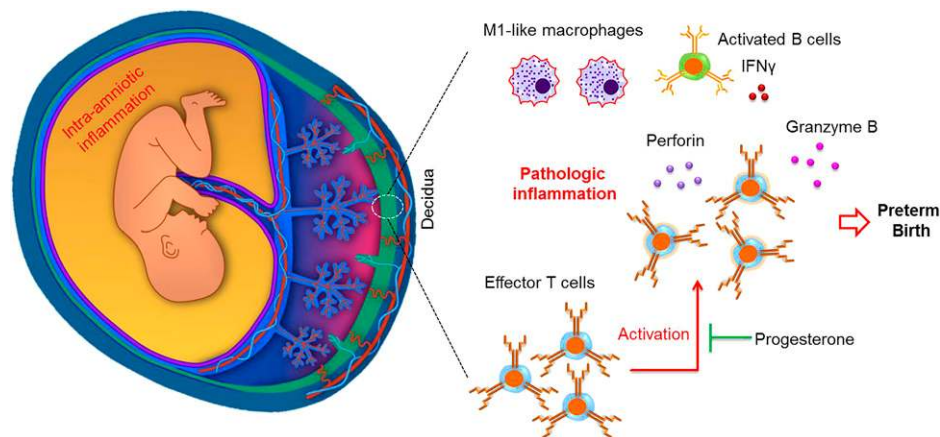 Intra-amniotic
inflammation
Decidua
M1-like macrophages
Activated B cells
IFNγ
Perforin
Granzyme B
Pathologic
inflammation
Preterm
Birth
Effector T cells
Activation
Progesterone